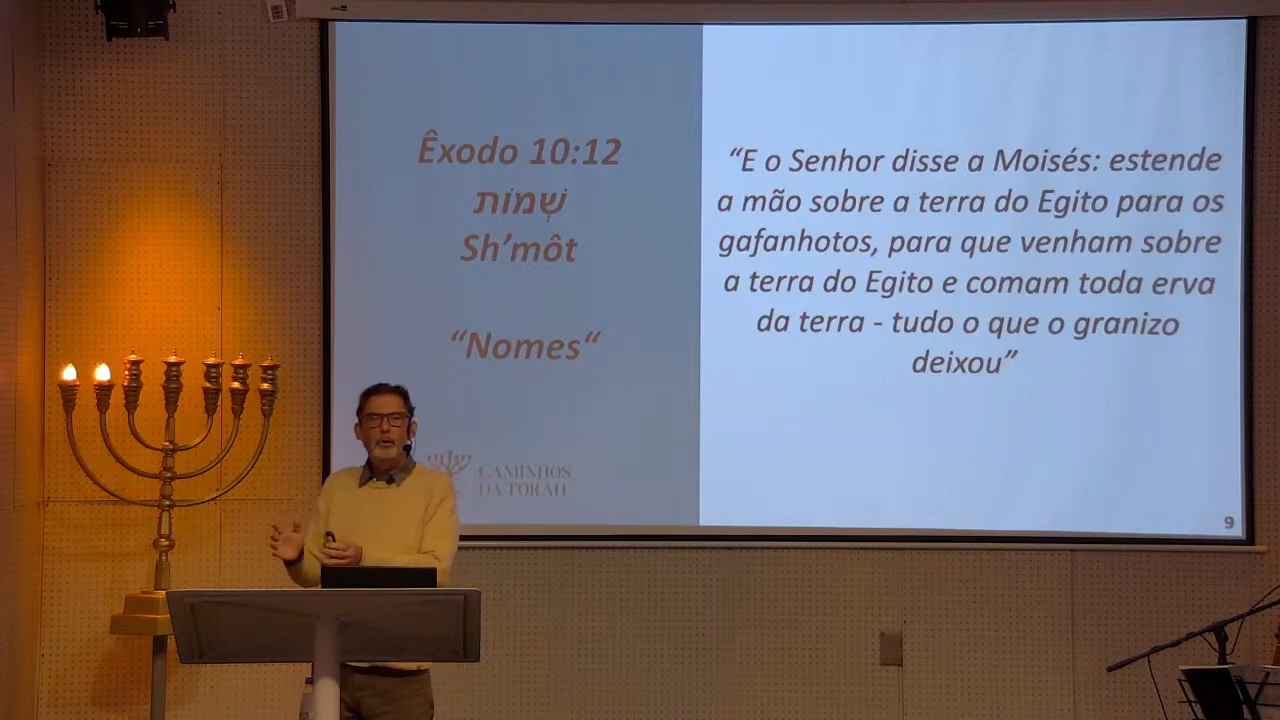 Êxodo 10:12
שְׁמוֹת
Sh’môt
“Nomes“
CAMINHOS
DA TORAH
“E o Senhor disse a Moisés: estende
a mão sobre a terra do Egito para os
gafanhotos, para que venham sobre
a terra do Egito e comam toda erva
da terra - tudo o que o granizo
deixou”
9